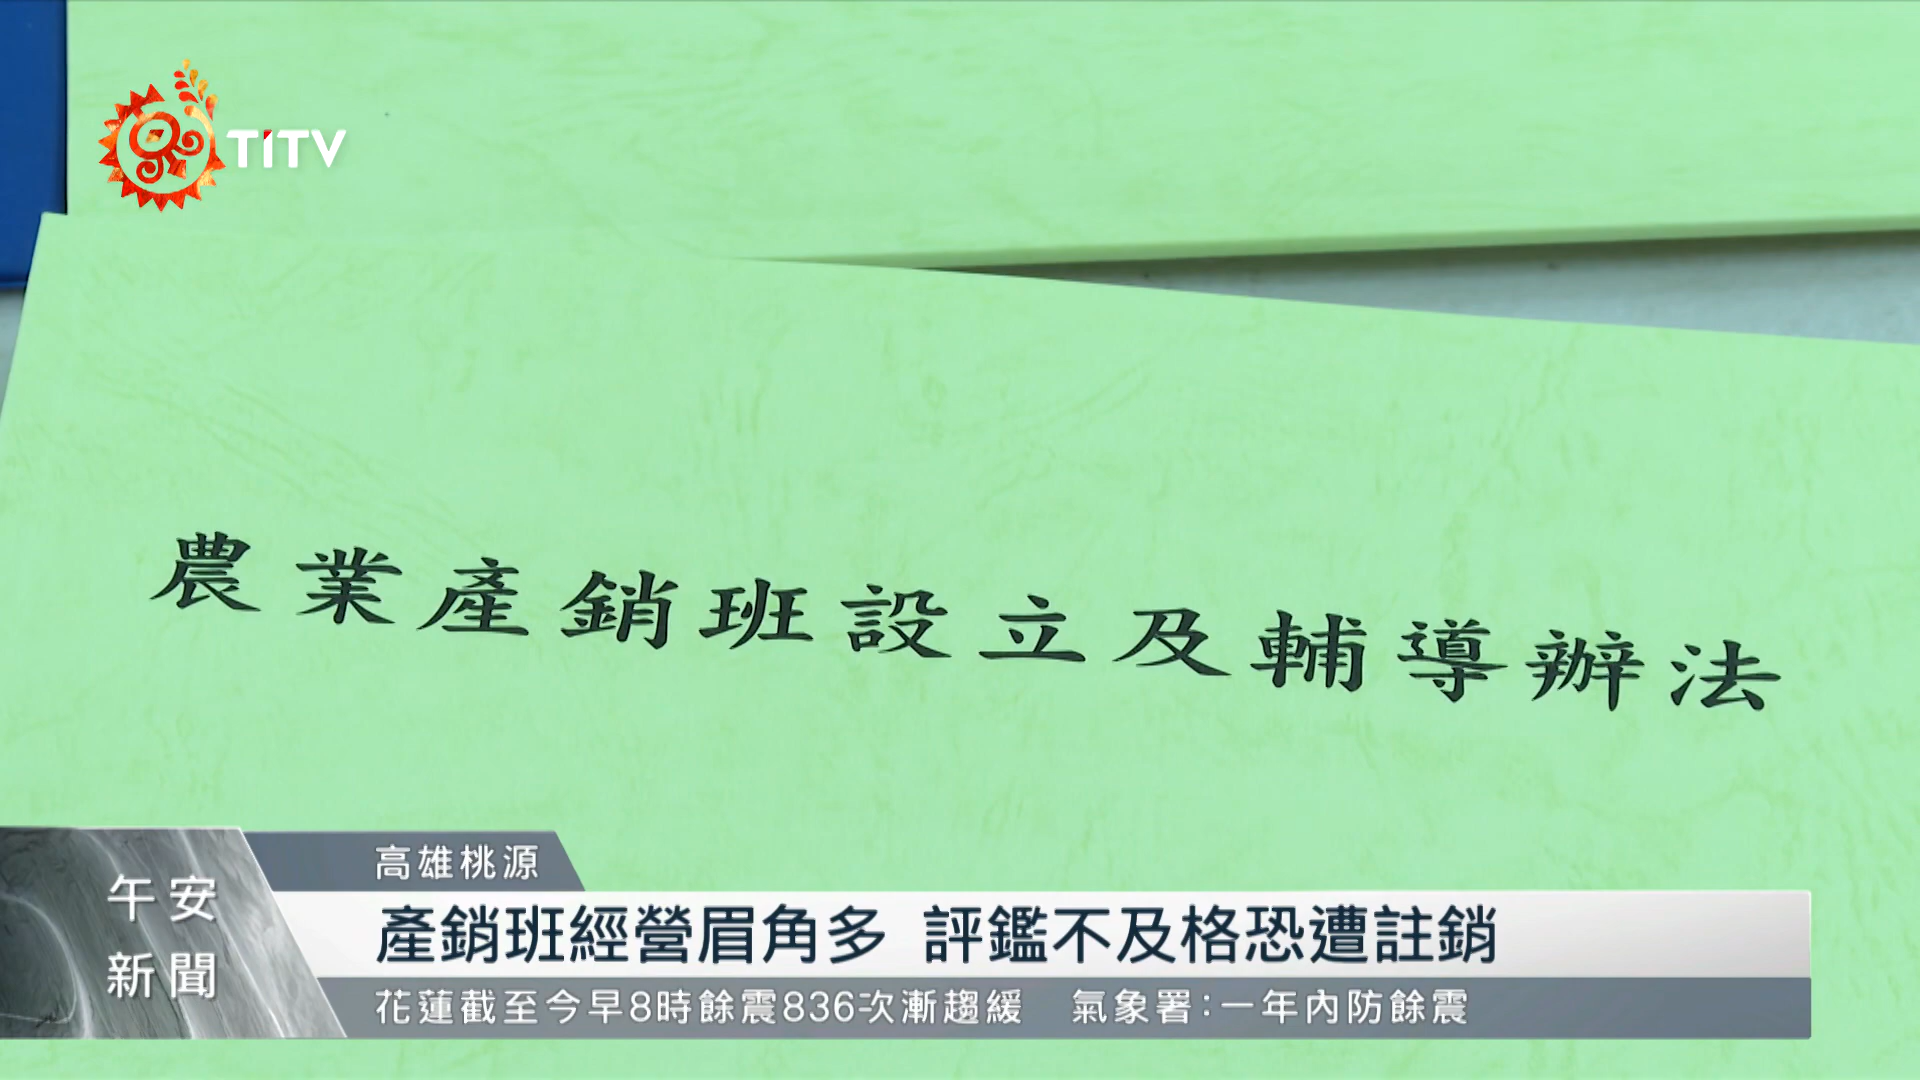 TiTV
農業產銷班設立及輔導辦法
高雄桃源
午安
新聞
產銷班經營眉角多 評鑑不及格恐遭註銷
花蓮截至今早8時餘震836次漸趨緩 氣象署:一年內防餘震